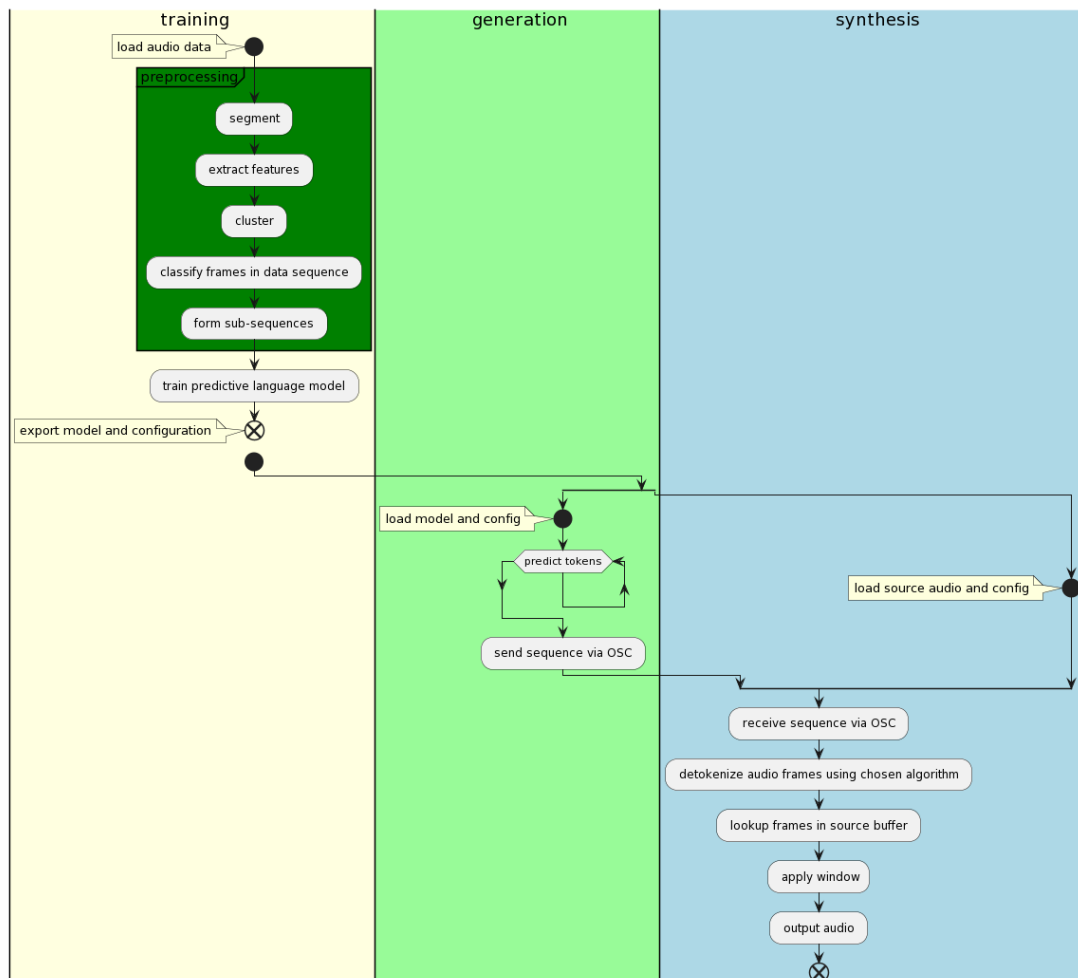 training
generation
synthesis
load audio data
preprocessing
segment
extract features
cluster
classify frames in data sequence
form sub-sequences
train predictive language model
export model and configuration
load model and config
predict tokens
load source audio and config
send sequence via OSC
receive sequence via OSC
detokenize audio frames using chosen algorithm
lookup frames in source buffer
apply window
output audio